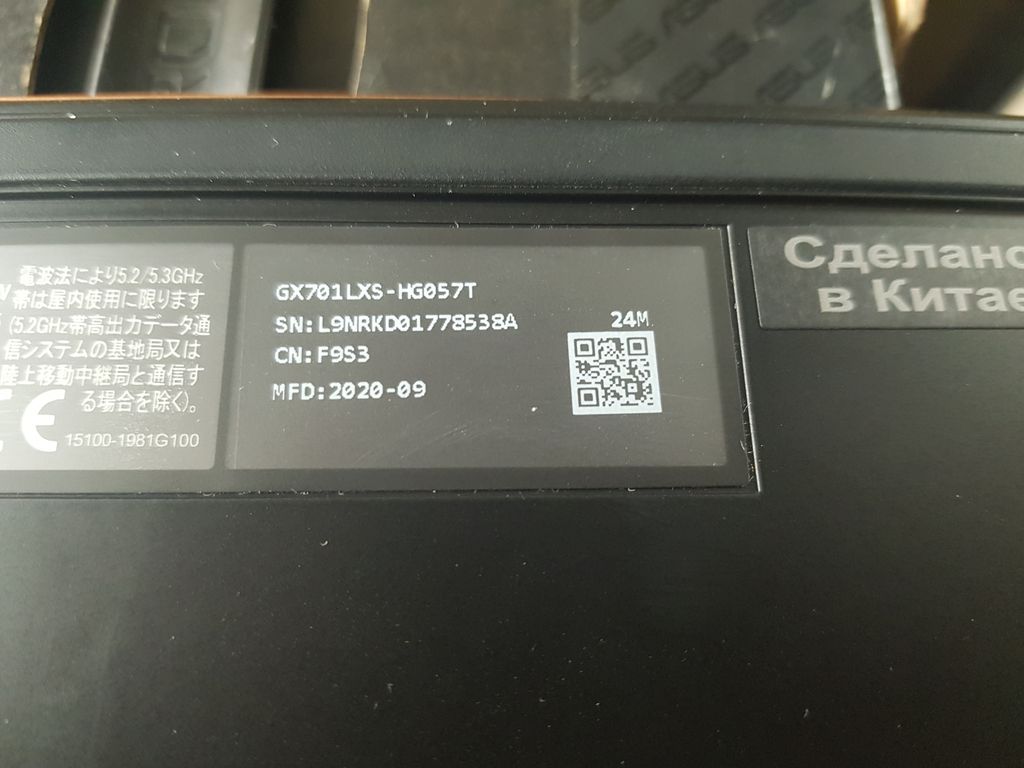 ASUS ASUS ASUS
電波法により5.2/5.3GHz
帯は屋内使用に限ります
(5.2GHz帯高出力データ通
信システムの基地局又は
陸上移動中継局と通信す
る場合を除く)。
CE
15100-1981G100
GX701LXS-HG057T
SN:L9NRKD01778538A
CN:F9S3
MFD:2020-09
24M
Сделано
в Китае